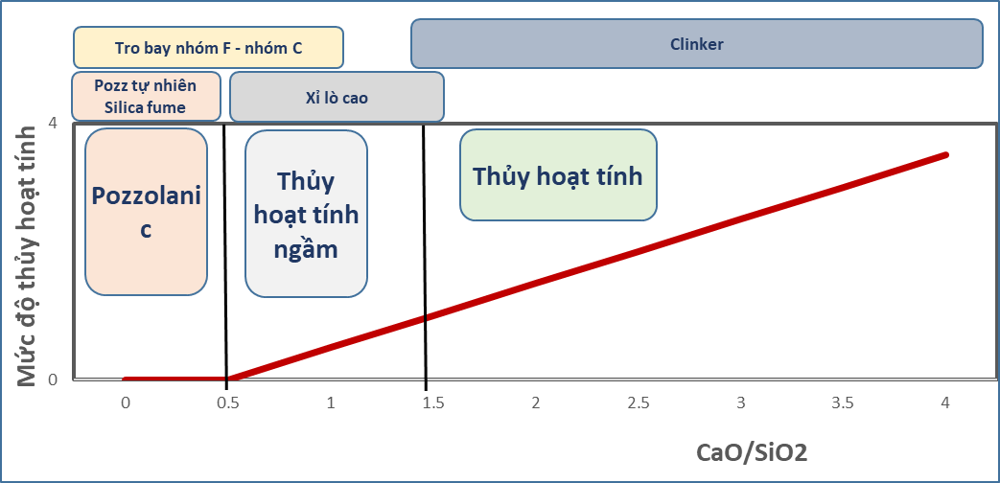 Tro bay nhóm F - nhóm C
Clinker
Pozz tự nhiên
Silica fume
Xỉ lò cao
4
Pozzolani
c
Thủy
hoạt tính
ngầm
Thủy hoạt tính
Mức độ thủy hoạt tính
0
0
0.5
1
1.5
2
2.5
3
3.5
4
CaO/SiO2